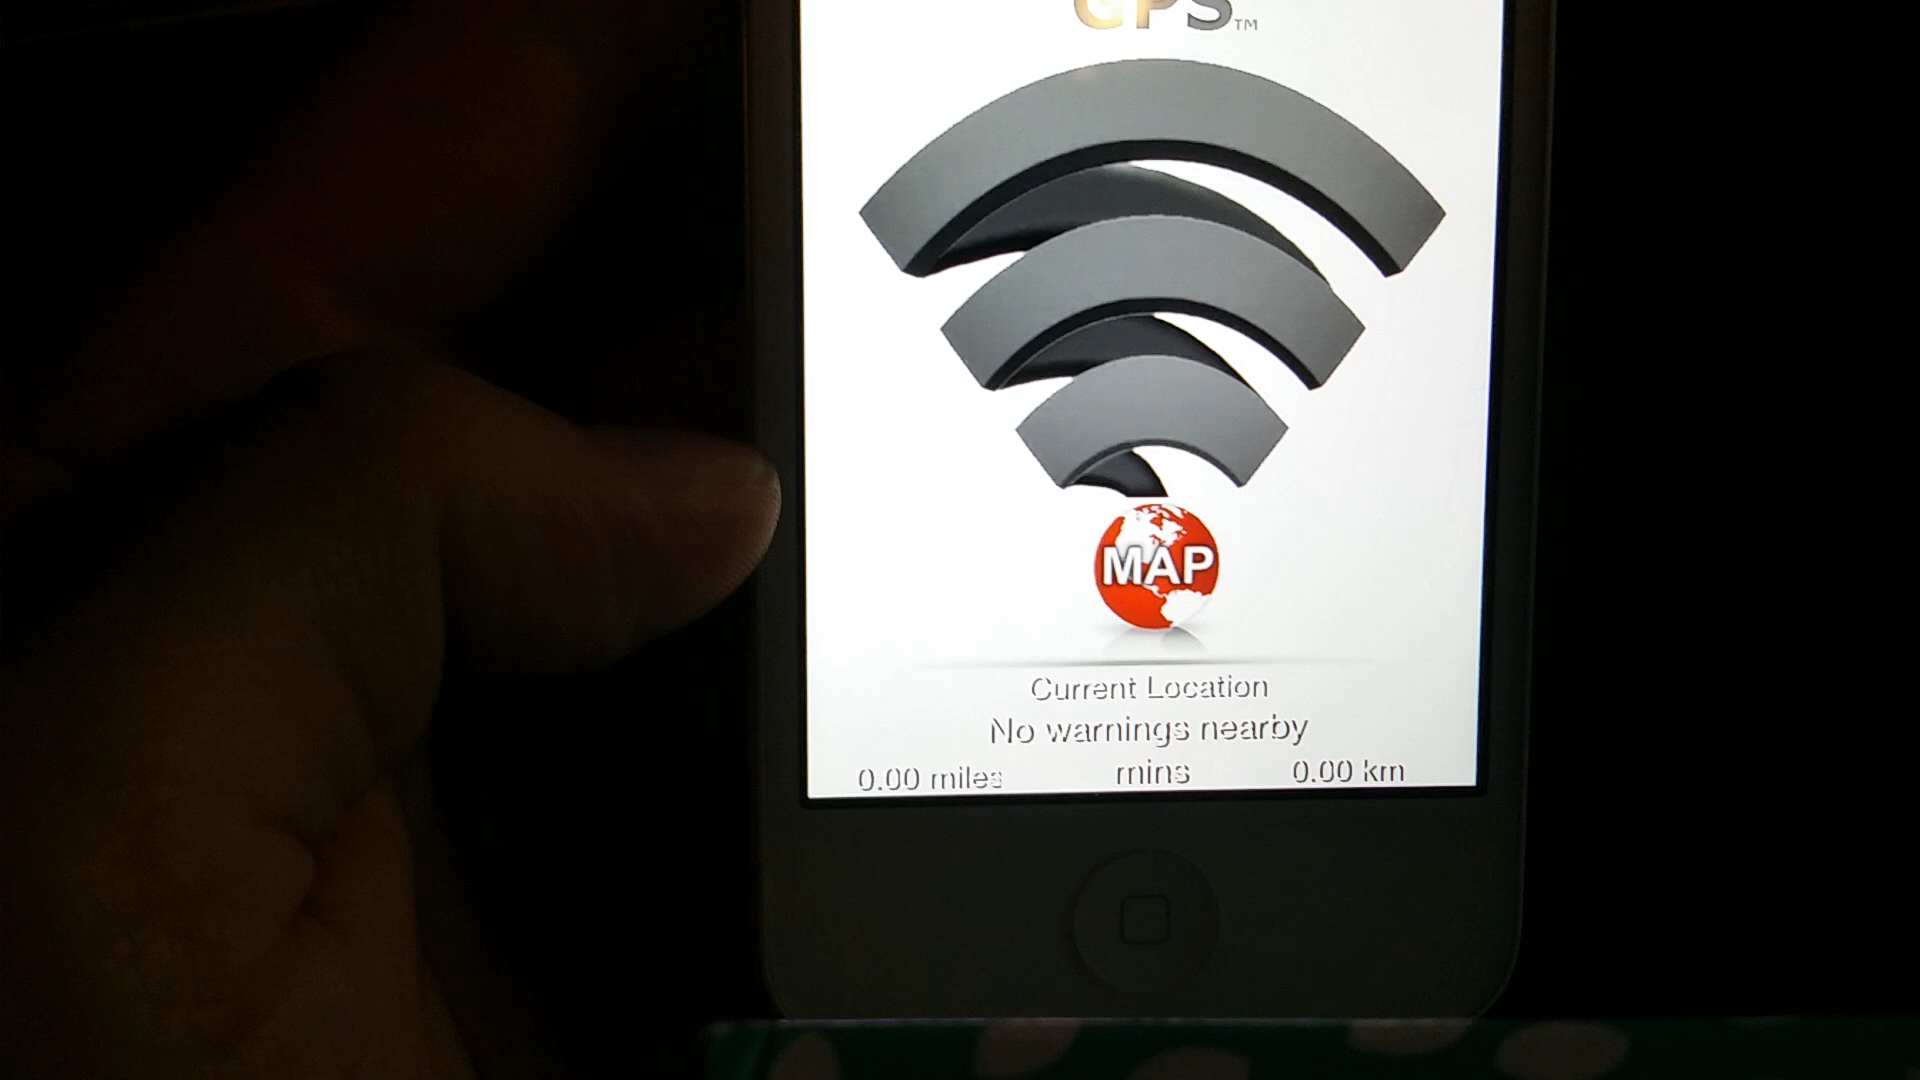 GPS™
MAP
Current Location
No warnings nearby
0.00 miles mins 0.00 km